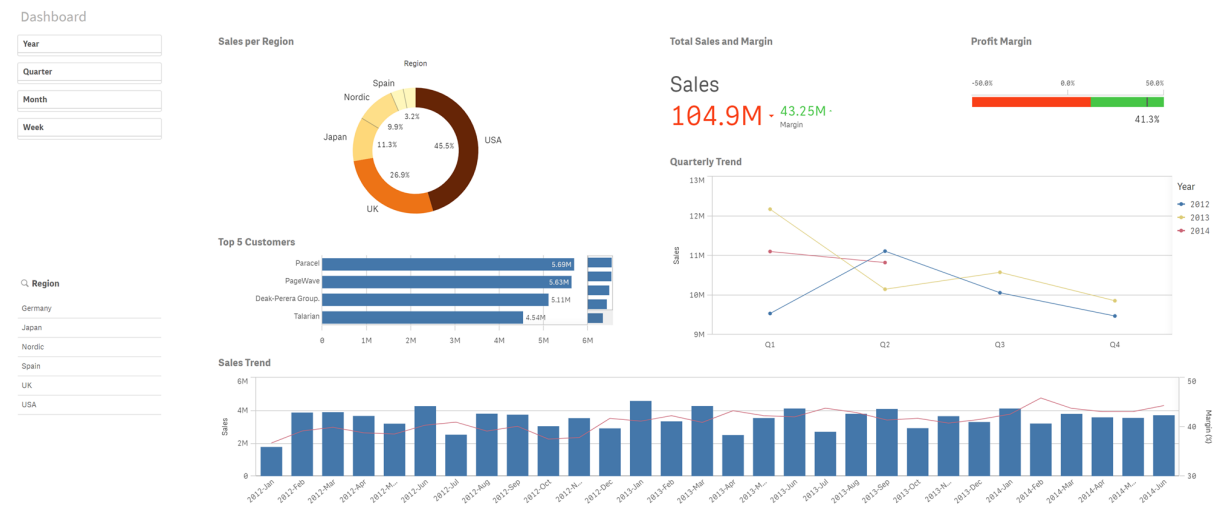 Dashboard
Year
Quarter
Month
Week
Region
Germany
Japan
Nordic
Spain
UK
USA
Sales per Region
Region
Spain
Nordic
Japan
UK
USA
3.2%
9.9%
11.3%
26.9%
45.5%
Total Sales and Margin
Sales
104.9M
43.25M
Margin
Profit Margin
-50.0% 0.0% 50.0%
41.3%
Top 5 Customers
Paracel 5.69M
PageWave 5.63M
Deak-Perera Group. 5.11M
Talarian 4.54M
0 1M 2M 3M 4M 5M 6M
Quarterly Trend
13M
12M
11M
10M
9M
Sales
Q1 Q2 Q3 Q4
Year
2012
2013
2014
Sales Trend
6M
4M
2M
0
Sales
50
40
30
Margin (%)
2012-Jan 2012-Feb 2012-Mar 2012-Apr 2012-M... 2012-Jun 2012-Jul 2012-Aug 2012-Sep 2012-Oct 2012-N... 2012-Dec 2013-Jan 2013-Feb 2013-Mar 2013-Apr 2013-M... 2013-Jun 2013-Jul 2013-Aug 2013-Sep 2013-Oct 2013-N... 2013-Dec 2014-Jan 2014-Feb 2014-Mar 2014-Apr 2014-M... 2014-Jun